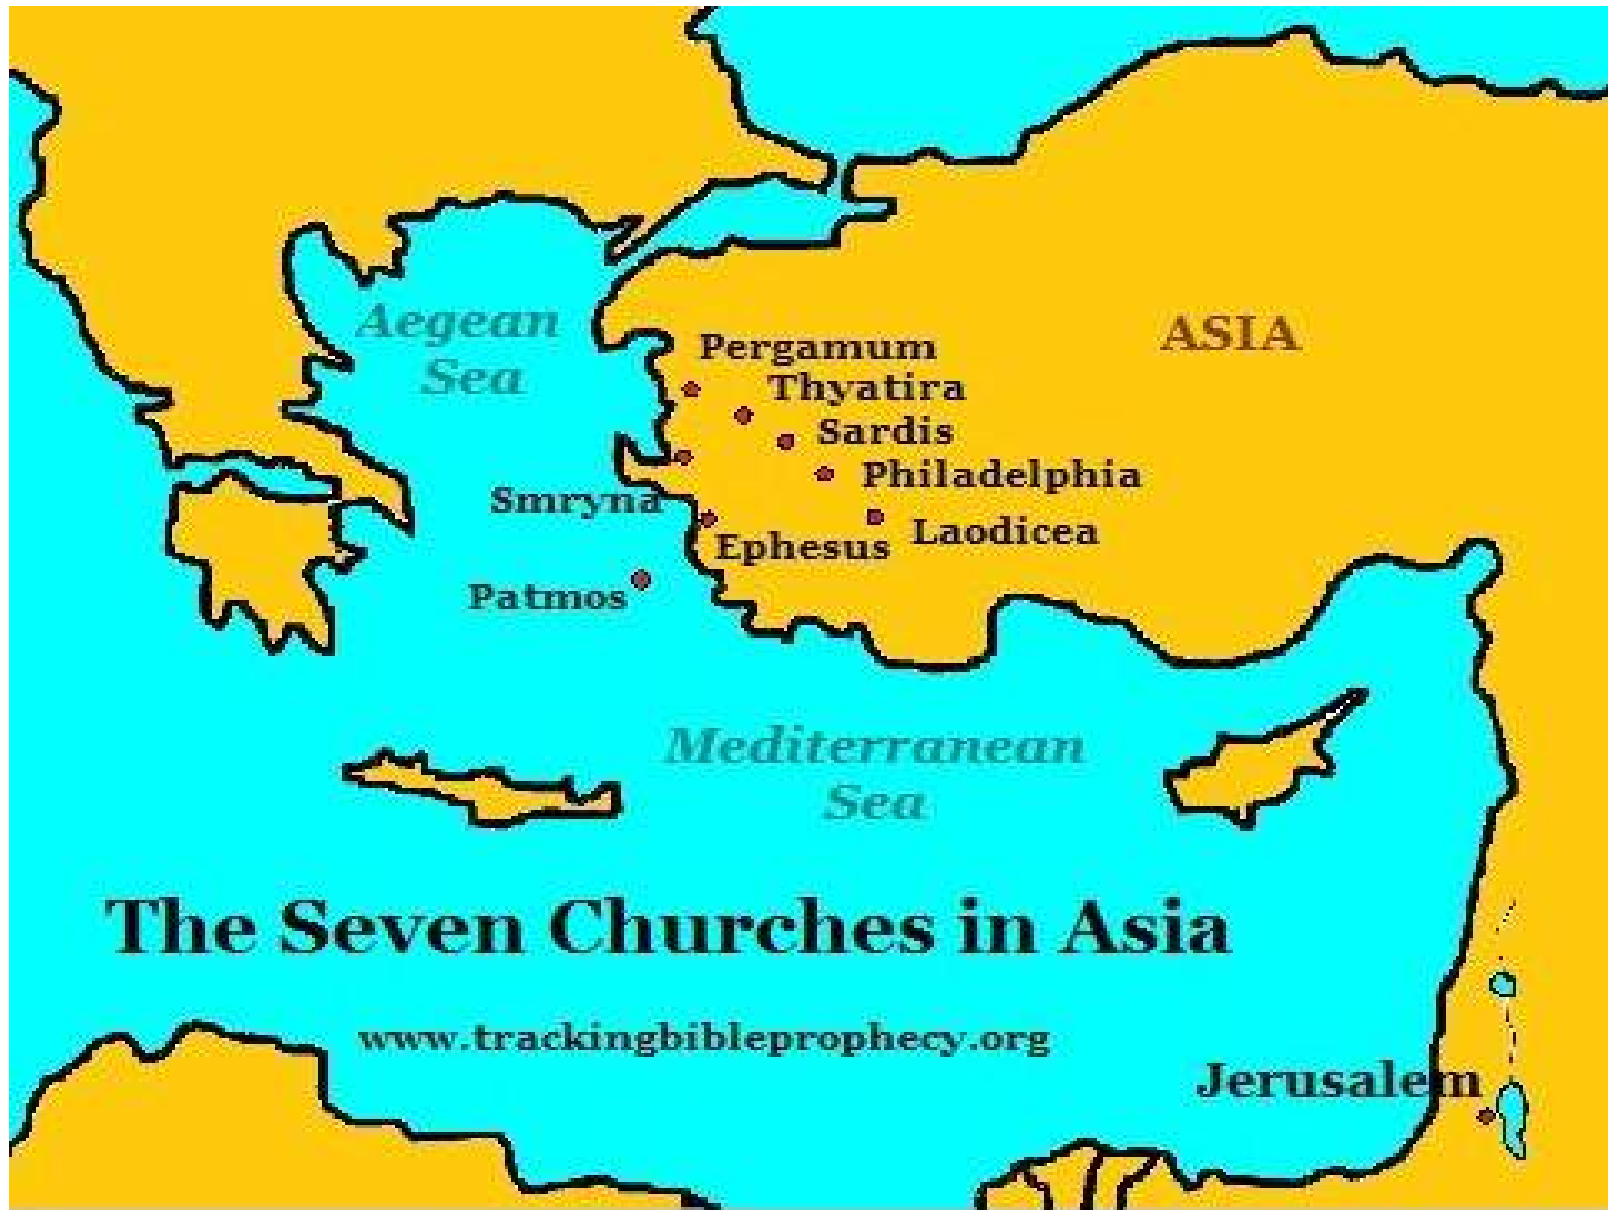 Aegean
Sea
ASIA
Pergamum
Thyatira
Sardis
Philadelphia
Smryna
Ephesus
Laodicea
Patmos
Mediterranean
Sea
The Seven Churches in Asia
www.trackingbibleprophecy.org
Jerusalem